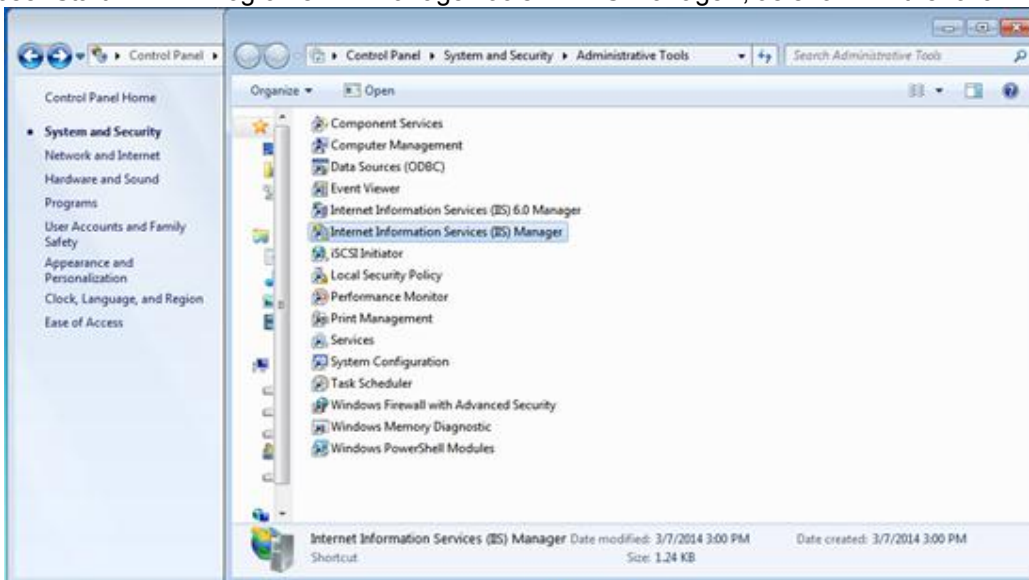 Control Panel
Control Panel System and Security Administrative Tools
Search Administrative Tools
Organize
Open
Control Panel Home
System and Security
Network and Internet
Hardware and Sound
Programs
User Accounts and Family
Safety
Appearance and
Personalization
Clock, Language, and Region
Ease of Access
Component Services
Computer Management
Data Sources (ODBC)
Event Viewer
Internet Information Services (IIS) 6.0 Manager
Internet Information Services (IIS) Manager
iSCSI Initiator
Local Security Policy
Performance Monitor
Print Management
Services
System Configuration
Task Scheduler
Windows Firewall with Advanced Security
Windows Memory Diagnostic
Windows PowerShell Modules
Internet Information Services (IIS) Manager Date modified: 3/7/2014 3:00 PM Date created: 3/7/2014 3:00 PM
Shortcut Size: 1.24 KB